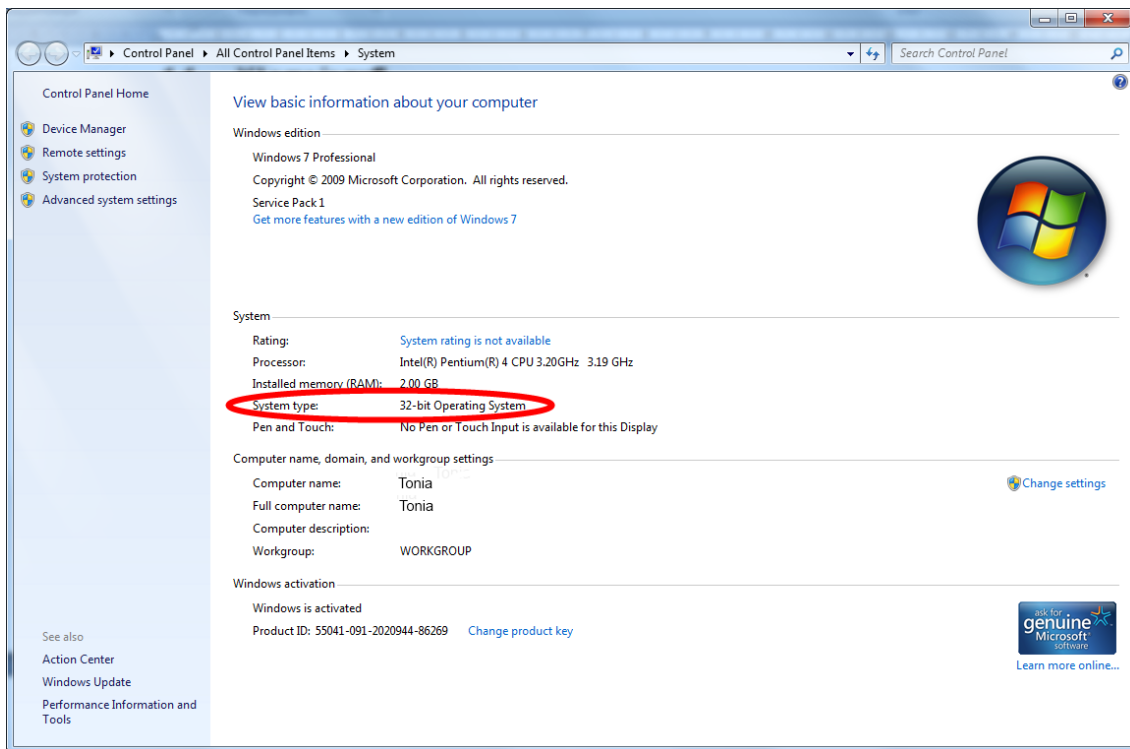 Control Panel ▸ All Control Panel Items ▸ System
Search Control Panel
Control Panel Home
Device Manager
Remote settings
System protection
Advanced system settings
See also
Action Center
Windows Update
Performance Information and
Tools
View basic information about your computer
Windows edition
Windows 7 Professional
Copyright © 2009 Microsoft Corporation. All rights reserved.
Service Pack 1
Get more features with a new edition of Windows 7
System
Rating: System rating is not available
Processor: Intel(R) Pentium(R) 4 CPU 3.20GHz 3.19 GHz
Installed memory (RAM): 2.00 GB
System type: 32-bit Operating System
Pen and Touch: No Pen or Touch Input is available for this Display
Computer name, domain, and workgroup settings
Computer name: Tonia
Change settings
Full computer name: Tonia
Computer description:
Workgroup: WORKGROUP
Windows activation
Windows is activated
Product ID: 55041-091-2020944-86269 Change product key
ask for
genuine
Microsoft
software
Learn more online...